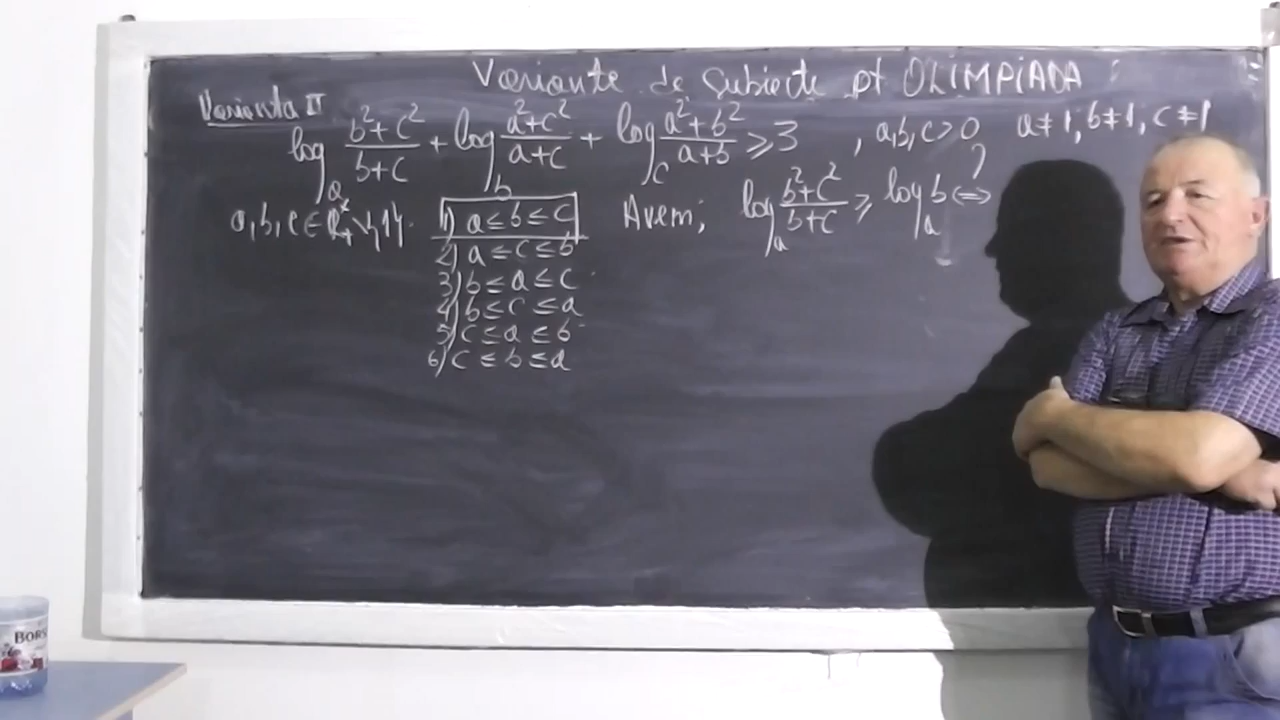 Variante de subiecte pt OLIMPIADA
Varianta II
log_a (b²+c²)/(b+c) + log_b (a²+c²)/(a+c) + log_c (a²+b²)/(a+b) ≥ 3 , a,b,c>0 a≠1; b≠1, c≠1
a,b,c ∈ R*₊ \ {1}.
1) a ≤ b ≤ c
Avem; log_a (b²+c²)/(b+c) ≥ log_a b ⇔
?
2) a ≤ c ≤ b
3) b ≤ a ≤ c
4) b ≤ c ≤ a
5) c ≤ a ≤ b
6) c ≤ b ≤ a